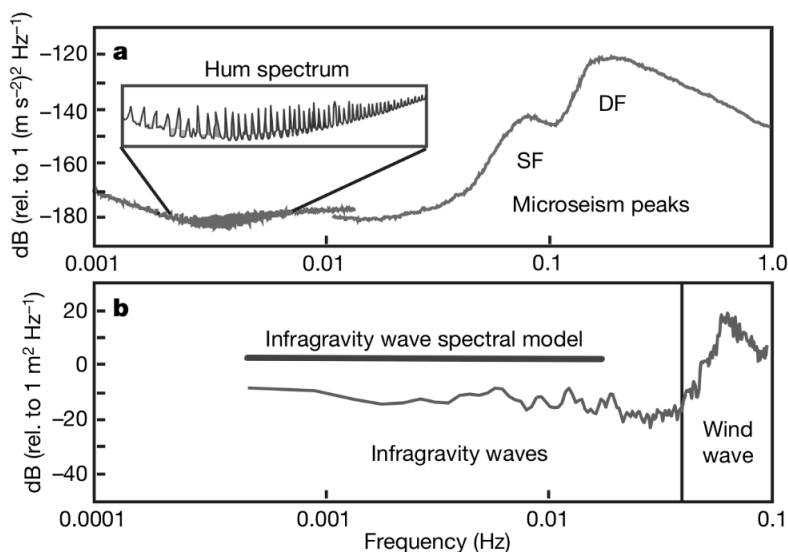 a
Hum spectrum
dB (rel. to 1 (m s⁻²)² Hz⁻¹)
−120
−140
−160
−180
SF
DF
Microseism peaks
0.001
0.01
0.1
1.0
b
dB (rel. to 1 m² Hz⁻¹)
20
0
−20
−40
Infragravity wave spectral model
Infragravity waves
Wind
wave
0.0001
0.001
0.01
0.1
Frequency (Hz)